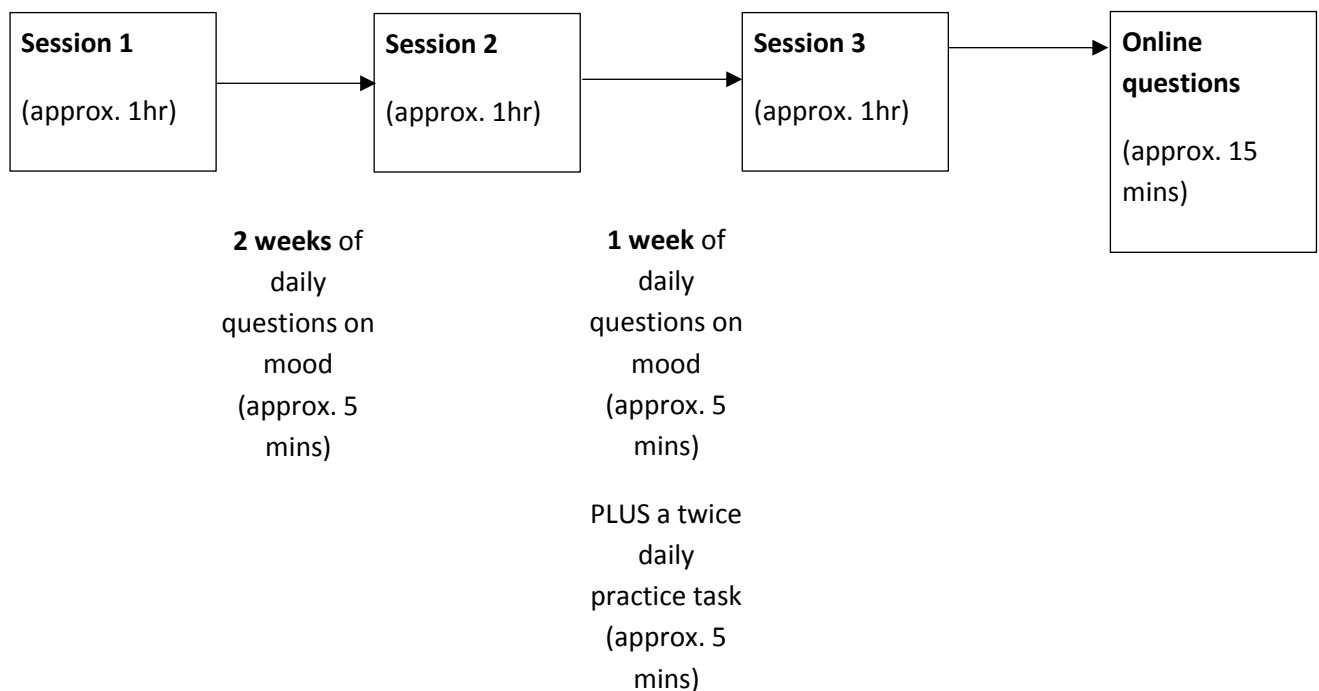 Session 1
(approx. 1hr)
Session 2
(approx. 1hr)
Session 3
(approx. 1hr)
Online
questions
(approx. 15
mins)
2 weeks of
daily
questions on
mood
(approx. 5
mins)
1 week of
daily
questions on
mood
(approx. 5
mins)
PLUS a twice
daily
practice task
(approx. 5
mins)